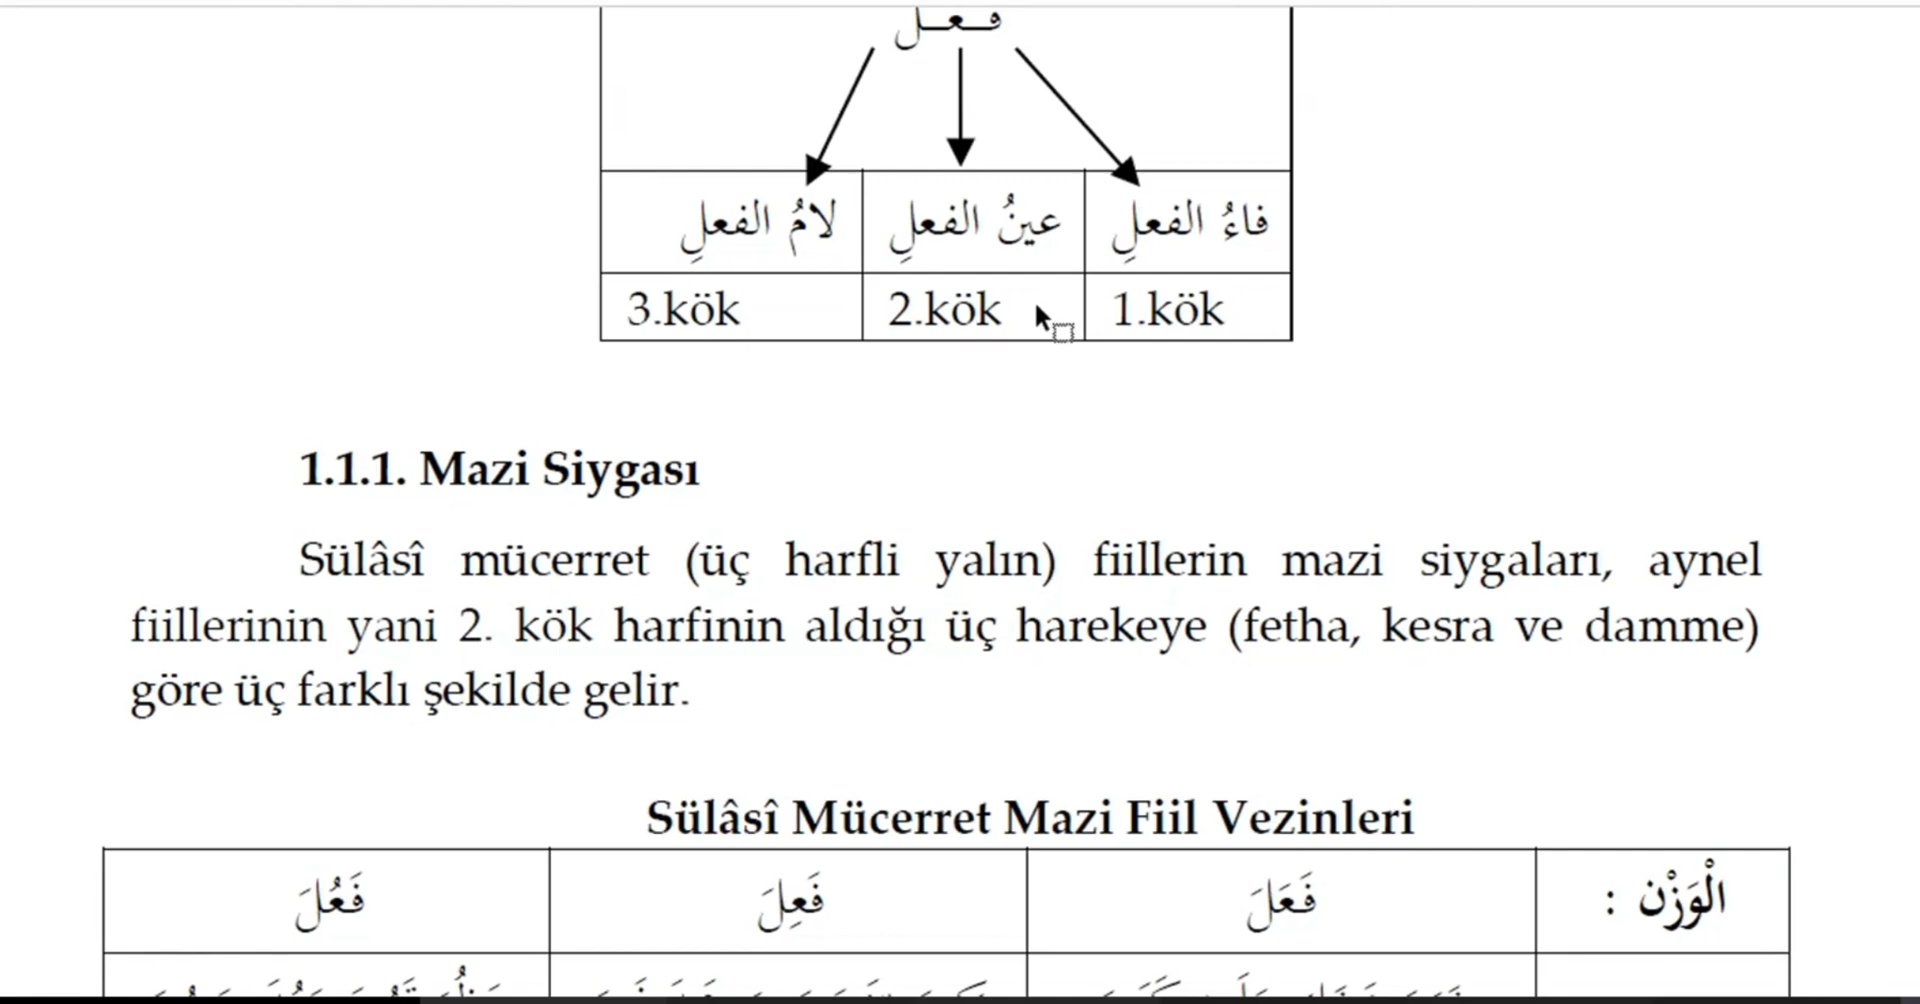 فعل
فاءُ الفعلِ عينُ الفعلِ لامُ الفعلِ
1.kök 2.kök 3.kök
1.1.1. Mazi Siygası
Sülâsî mücerret (üç harfli yalın) fiillerin mazi siygaları, aynel
fiillerinin yani 2. kök harfinin aldığı üç harekeye (fetha, kesra ve damme)
göre üç farklı şekilde gelir.
Sülâsî Mücerret Mazi Fiil Vezinleri
الْوَزْن : فَعَلَ فَعِلَ فَعُلَ